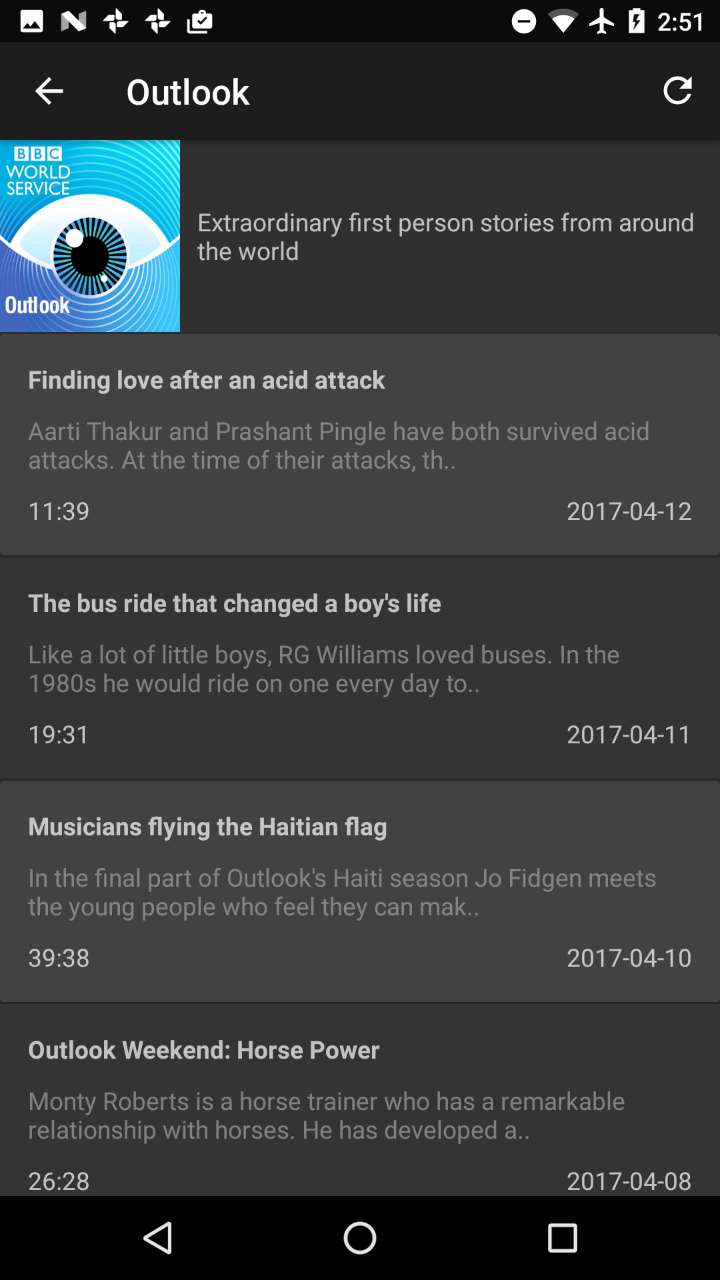 2:51
Outlook
BBC
WORLD
SERVICE
Outlook
Extraordinary first person stories from around
the world
Finding love after an acid attack
Aarti Thakur and Prashant Pingle have both survived acid
attacks. At the time of their attacks, th..
11:39 2017-04-12
The bus ride that changed a boy's life
Like a lot of little boys, RG Williams loved buses. In the
1980s he would ride on one every day to..
19:31 2017-04-11
Musicians flying the Haitian flag
In the final part of Outlook's Haiti season Jo Fidgen meets
the young people who feel they can mak..
39:38 2017-04-10
Outlook Weekend: Horse Power
Monty Roberts is a horse trainer who has a remarkable
relationship with horses. He has developed a..
26:28 2017-04-08